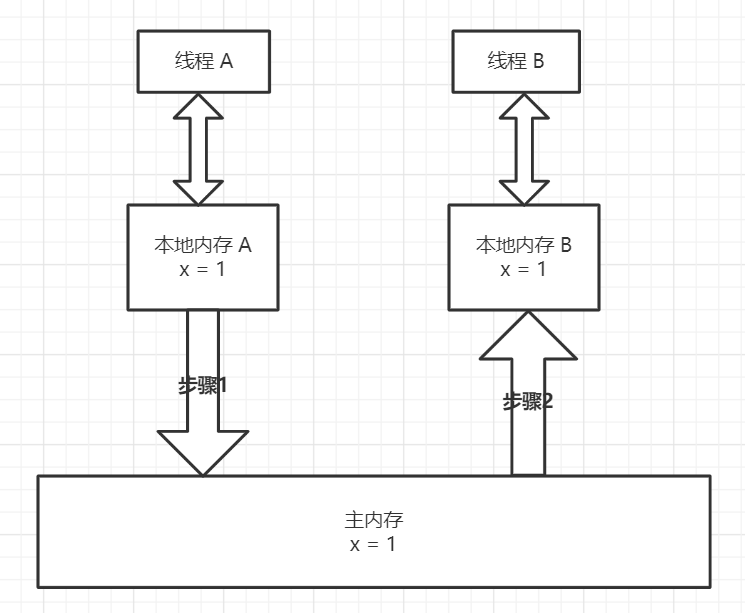 线程 A
线程 B
本地内存 A
x = 1
本地内存 B
x = 1
步骤1
步骤2
主内存
x = 1